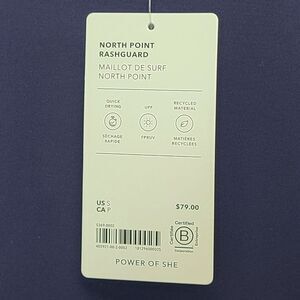 NORTH POINT
RASHGUARD
MAILLOT DE SURF
NORTH POINT
QUICK
DRYING
UPF
RECYCLED
MATERIAL
SÉCHAGE
RAPIDE
FPRUV
MATIÈRES
RECYCLÉES
US S
CA P
$79.00
Certified
B
Corporation
POWER OF SHE